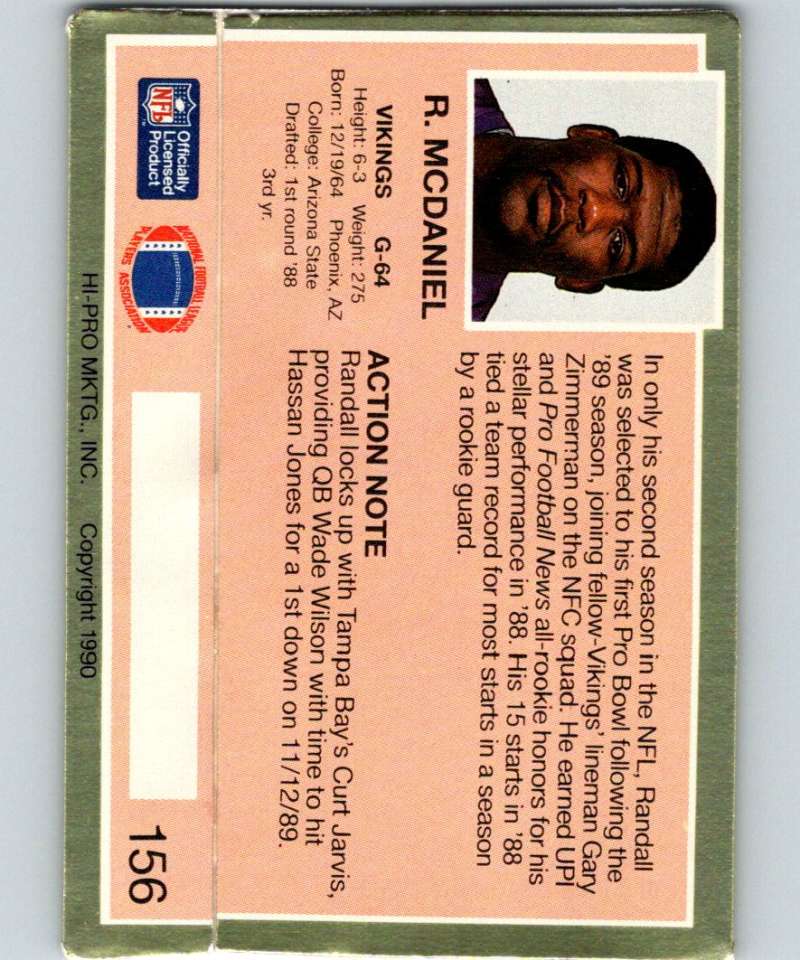 R. MCDANIEL
VIKINGS G-64
Height: 6-3 Weight: 275
Born: 12/19/64 Phoenix, AZ
College: Arizona State
Drafted: 1st round '88
3rd yr.
In only his second season in the NFL, Randall
was selected to his first Pro Bowl following the
'89 season, joining fellow-Vikings' lineman Gary
Zimmerman on the NFC squad. He earned UPI
and Pro Football News all-rookie honors for his
stellar performance in '88. His 15 starts in '88
tied a team record for most starts in a season
by a rookie guard.
ACTION NOTE
Randall locks up with Tampa Bay's Curt Jarvis,
providing QB Wade Wilson with time to hit
Hassan Jones for a 1st down on 11/12/89.
NFL
Officially
Licensed
Product
NATIONAL FOOTBALL LEAGUE
PLAYERS ASSOCIATION
156
HI-PRO MKTG., INC. Copyright 1990